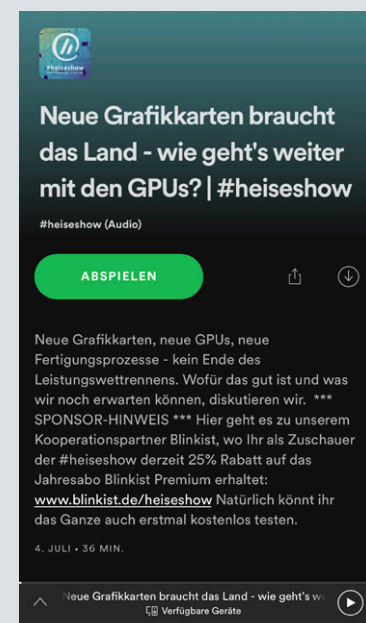 #heiseshow
Neue Grafikkarten braucht
das Land - wie geht's weiter
mit den GPUs? | #heiseshow
#heiseshow (Audio)
ABSPIELEN
Neue Grafikkarten, neue GPUs, neue
Fertigungsprozesse - kein Ende des
Leistungswettrennens. Wofür das gut ist und was
wir noch erwarten können, diskutieren wir. ***
SPONSOR-HINWEIS *** Hier geht es zu unserem
Kooperationspartner Blinkist, wo Ihr als Zuschauer
der #heiseshow derzeit 25% Rabatt auf das
Jahresabo Blinkist Premium erhaltet:
www.blinkist.de/heiseshow Natürlich könnt ihr
das Ganze auch erstmal kostenlos testen.
4. JULI • 36 MIN.
Neue Grafikkarten braucht das Land - wie geht's w
Verfügbare Geräte